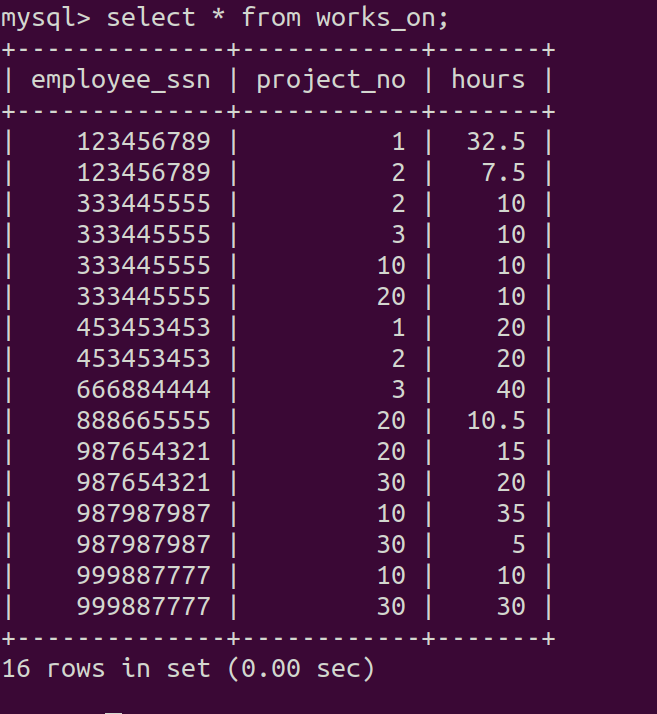 mysql> select * from works_on;
+--------------+------------+-------+
| employee_ssn | project_no | hours |
+--------------+------------+-------+
|    123456789 |          1 |  32.5 |
|    123456789 |          2 |   7.5 |
|    333445555 |          2 |    10 |
|    333445555 |          3 |    10 |
|    333445555 |         10 |    10 |
|    333445555 |         20 |    10 |
|    453453453 |          1 |    20 |
|    453453453 |          2 |    20 |
|    666884444 |          3 |    40 |
|    888665555 |         20 |  10.5 |
|    987654321 |         20 |    15 |
|    987654321 |         30 |    20 |
|    987987987 |         10 |    35 |
|    987987987 |         30 |     5 |
|    999887777 |         10 |    10 |
|    999887777 |         30 |    30 |
+--------------+------------+-------+
16 rows in set (0.00 sec)